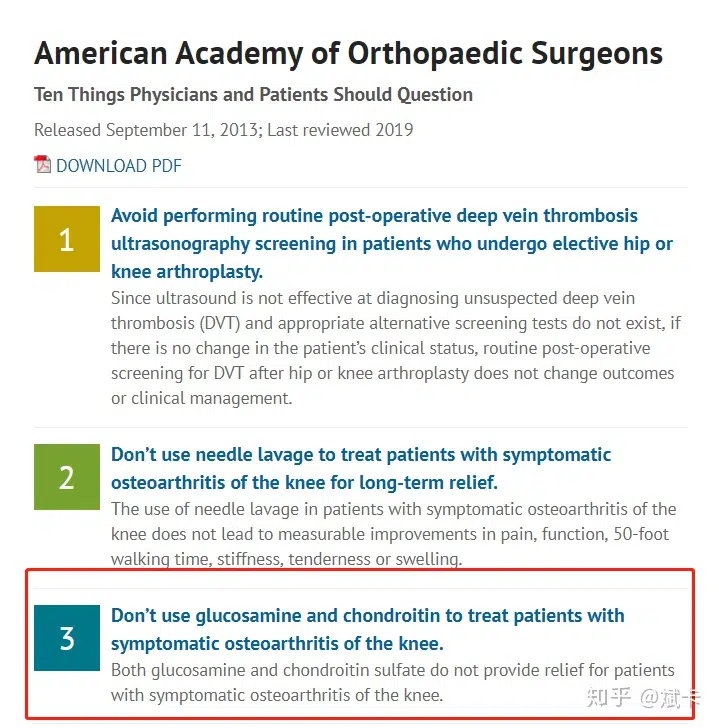 American Academy of Orthopaedic Surgeons
Ten Things Physicians and Patients Should Question
Released September 11, 2013; Last reviewed 2019
DOWNLOAD PDF
1
Avoid performing routine post-operative deep vein thrombosis
ultrasonography screening in patients who undergo elective hip or
knee arthroplasty.
Since ultrasound is not effective at diagnosing unsuspected deep vein
thrombosis (DVT) and appropriate alternative screening tests do not exist, if
there is no change in the patient’s clinical status, routine post-operative
screening for DVT after hip or knee arthroplasty does not change outcomes
or clinical management.
2
Don’t use needle lavage to treat patients with symptomatic
osteoarthritis of the knee for long-term relief.
The use of needle lavage in patients with symptomatic osteoarthritis of the
knee does not lead to measurable improvements in pain, function, 50-foot
walking time, stiffness, tenderness or swelling.
3
Don’t use glucosamine and chondroitin to treat patients with
symptomatic osteoarthritis of the knee.
Both glucosamine and chondroitin sulfate do not provide relief for patients
with symptomatic osteoarthritis of the knee.
知乎 @斌卡